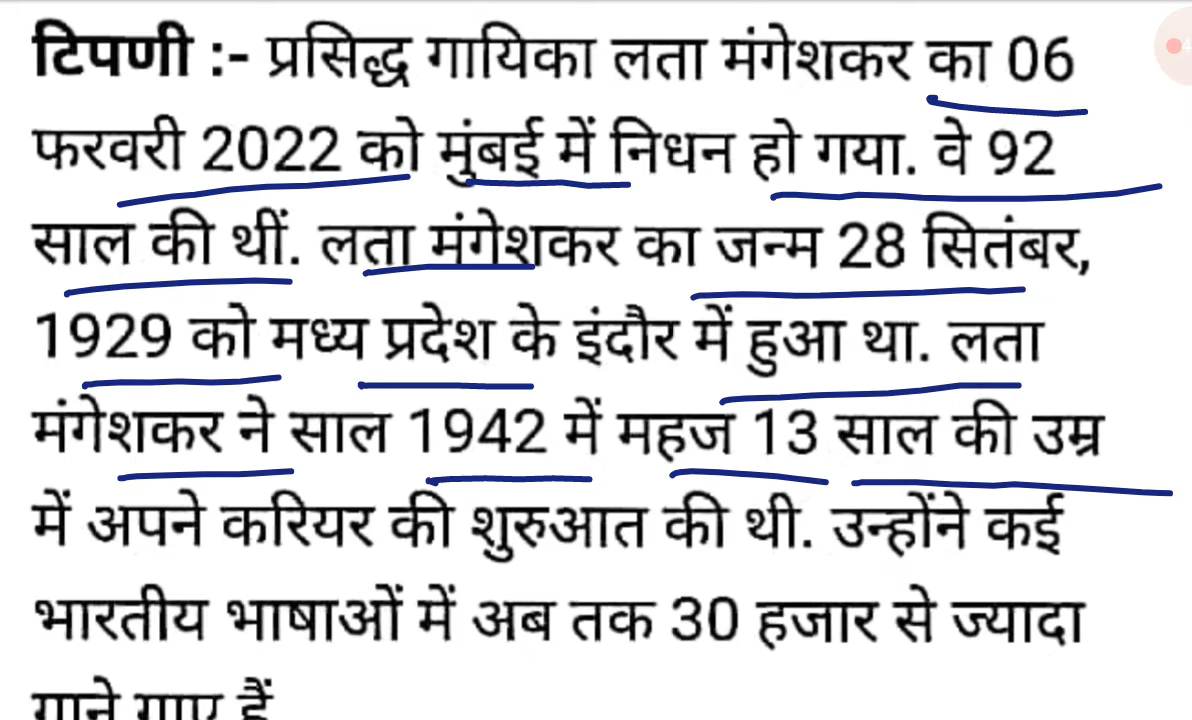 टिपणी :- प्रसिद्ध गायिका लता मंगेशकर का 06
फरवरी 2022 को मुंबई में निधन हो गया. वे 92
साल की थीं. लता मंगेशकर का जन्म 28 सितंबर,
1929 को मध्य प्रदेश के इंदौर में हुआ था. लता
मंगेशकर ने साल 1942 में महज 13 साल की उम्र
में अपने करियर की शुरुआत की थी. उन्होंने कई
भारतीय भाषाओं में अब तक 30 हजार से ज्यादा
गाने गाए हैं